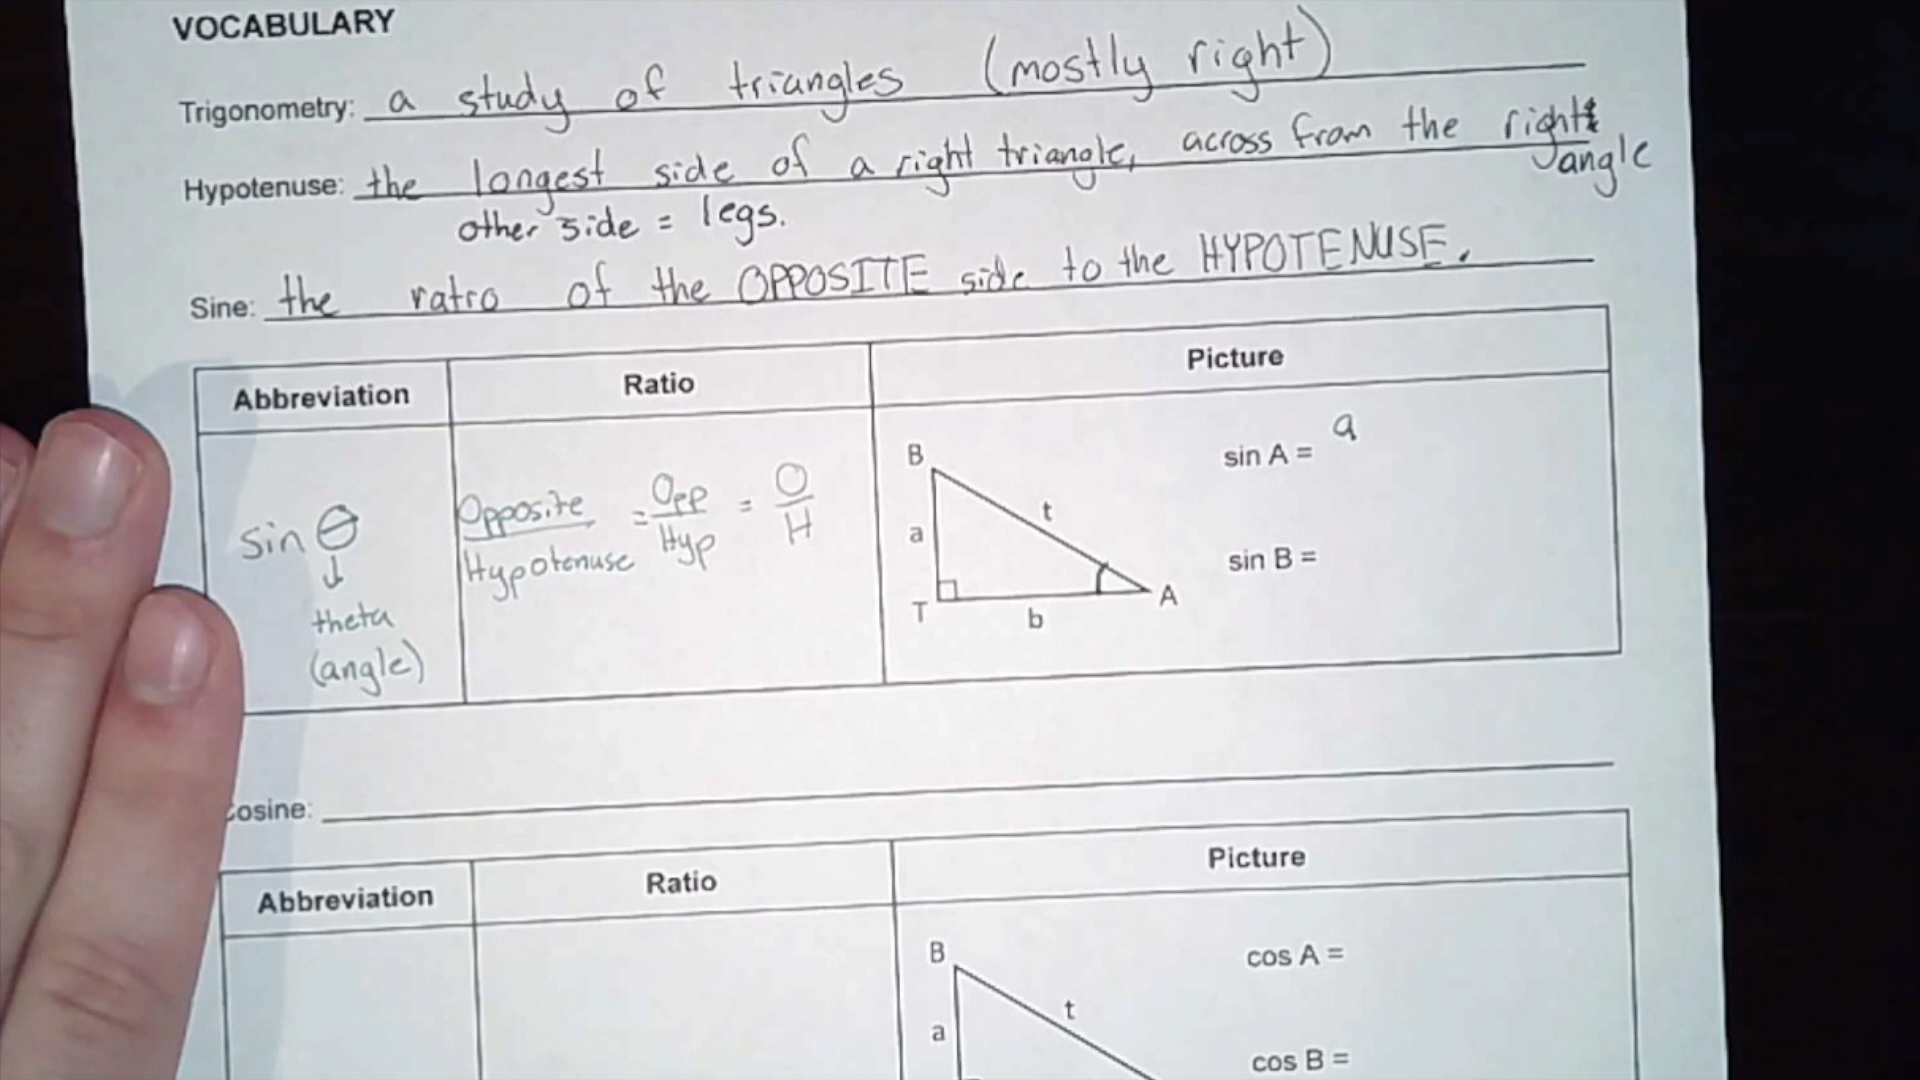 VOCABULARY
Trigonometry: a study of triangles (mostly right)
Hypotenuse: the longest side of a right triangle, across from the right
angle
other side = legs.
Sine: the ratio of the OPPOSITE side to the HYPOTENUSE.
Abbreviation Ratio Picture
sin θ
↓
theta
(angle)
Opposite = Opp = O
Hypotenuse Hyp H
B
a
t
T
b
A
sin A = a
sin B =
Cosine:
Abbreviation Ratio Picture
B
a
t
cos A =
cos B =